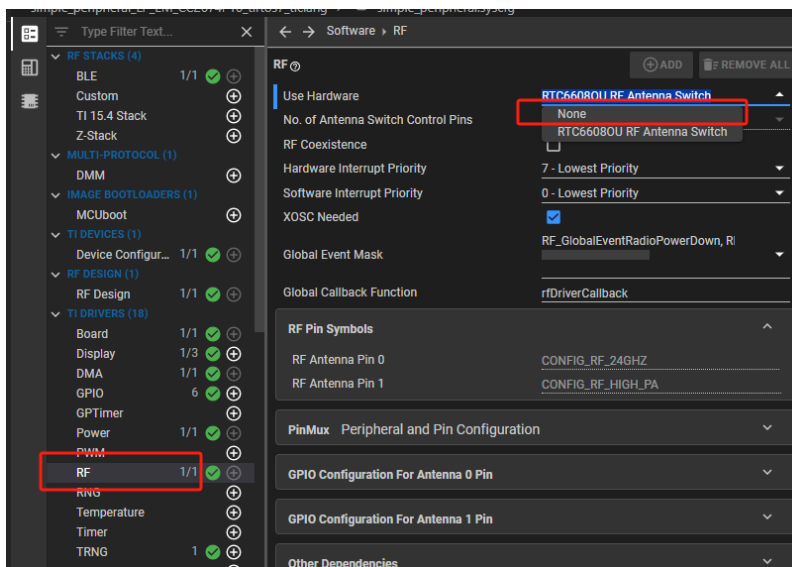 simple_peripheral.syscfg
Type Filter Text...
Software › RF
RF STACKS (4)
BLE 1/1
Custom
TI 15.4 Stack
Z-Stack
MULTI-PROTOCOL (1)
DMM
IMAGE BOOTLOADERS (1)
MCUboot
TI DEVICES (1)
Device Configur... 1/1
RF DESIGN (1)
RF Design 1/1
TI DRIVERS (18)
Board 1/1
Display 1/3
DMA 1/1
GPIO 6
GPTimer
Power 1/1
PWM
RF 1/1
RNG
Temperature
Timer
TRNG 1
RF
ADD
REMOVE ALL
Use Hardware
RTC6608OU RF Antenna Switch
None
RTC6608OU RF Antenna Switch
No. of Antenna Switch Control Pins
RF Coexistence
Hardware Interrupt Priority
7 - Lowest Priority
Software Interrupt Priority
0 - Lowest Priority
XOSC Needed
Global Event Mask
RF_GlobalEventRadioPowerDown, RI
Global Callback Function
rfDriverCallback
RF Pin Symbols
RF Antenna Pin 0
CONFIG_RF_24GHZ
RF Antenna Pin 1
CONFIG_RF_HIGH_PA
PinMux Peripheral and Pin Configuration
GPIO Configuration For Antenna 0 Pin
GPIO Configuration For Antenna 1 Pin
Other Dependencies